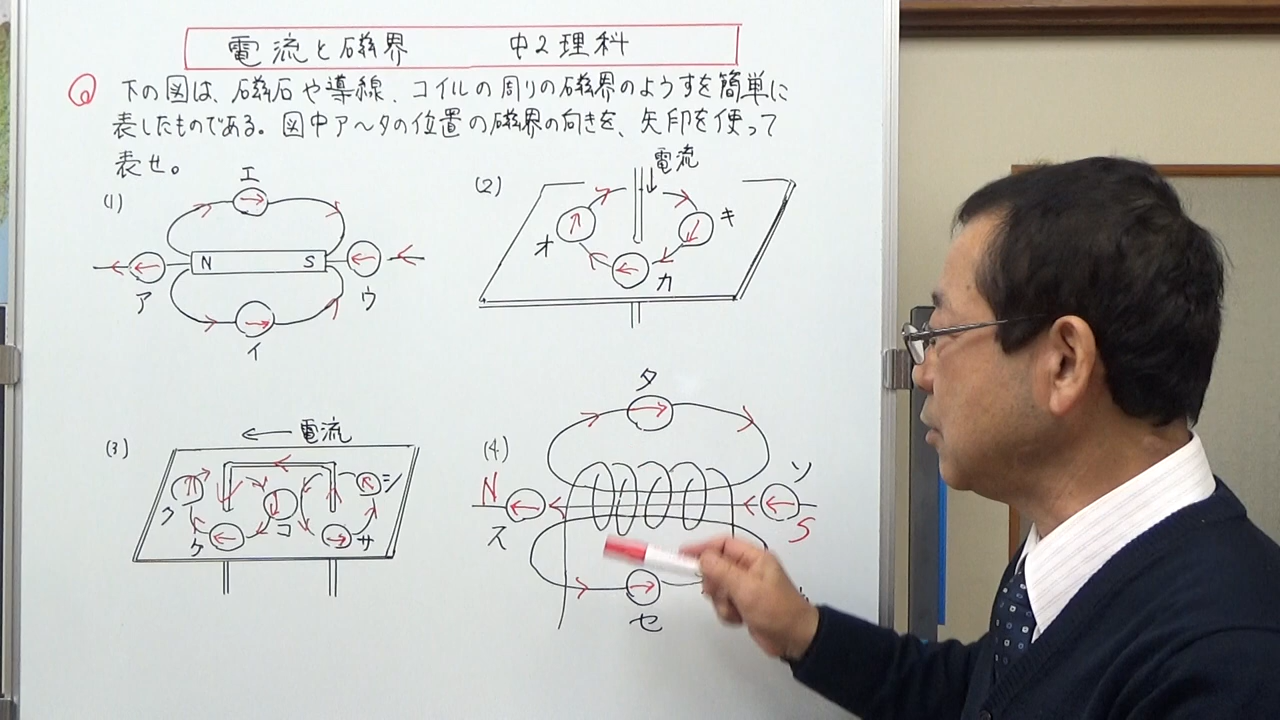 電流と磁界 中2理科
Q 下の図は、磁石や導線、コイルの周りの磁界のようすを簡単に
表したものである。図中ア〜タの位置の磁界の向きを、矢印を使って
表せ。
(1)
エ
N S
ア
イ
ウ
(2)
電流
オ
カ
キ
(3)
電流
ク
ケ
コ
サ
シ
(4)
タ
N
ス
ソ
S
セ